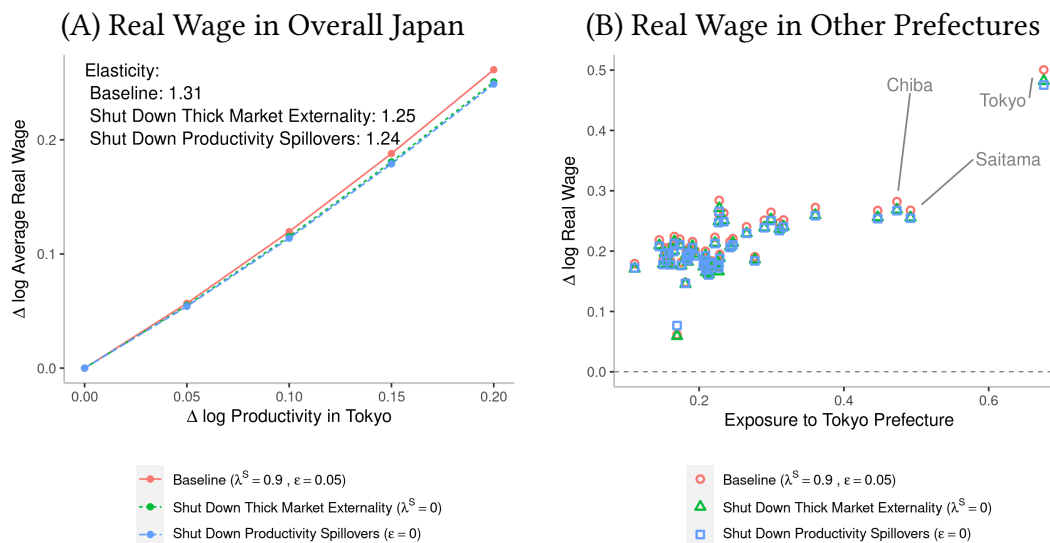 (A) Real Wage in Overall Japan
Elasticity:
Baseline: 1.31
Shut Down Thick Market Externality: 1.25
Shut Down Productivity Spillovers: 1.24
Δ log Average Real Wage
0.2
0.1
0.0
0.00 0.05 0.10 0.15 0.20
Δ log Productivity in Tokyo
Baseline (λ^S = 0.9 , ε = 0.05)
Shut Down Thick Market Externality (λ^S = 0)
Shut Down Productivity Spillovers (ε = 0)
(B) Real Wage in Other Prefectures
Δ log Real Wage
0.5
0.4
0.3
0.2
0.1
0.0
Chiba
Tokyo
Saitama
0.2 0.4 0.6
Exposure to Tokyo Prefecture
Baseline (λ^S = 0.9 , ε = 0.05)
Shut Down Thick Market Externality (λ^S = 0)
Shut Down Productivity Spillovers (ε = 0)